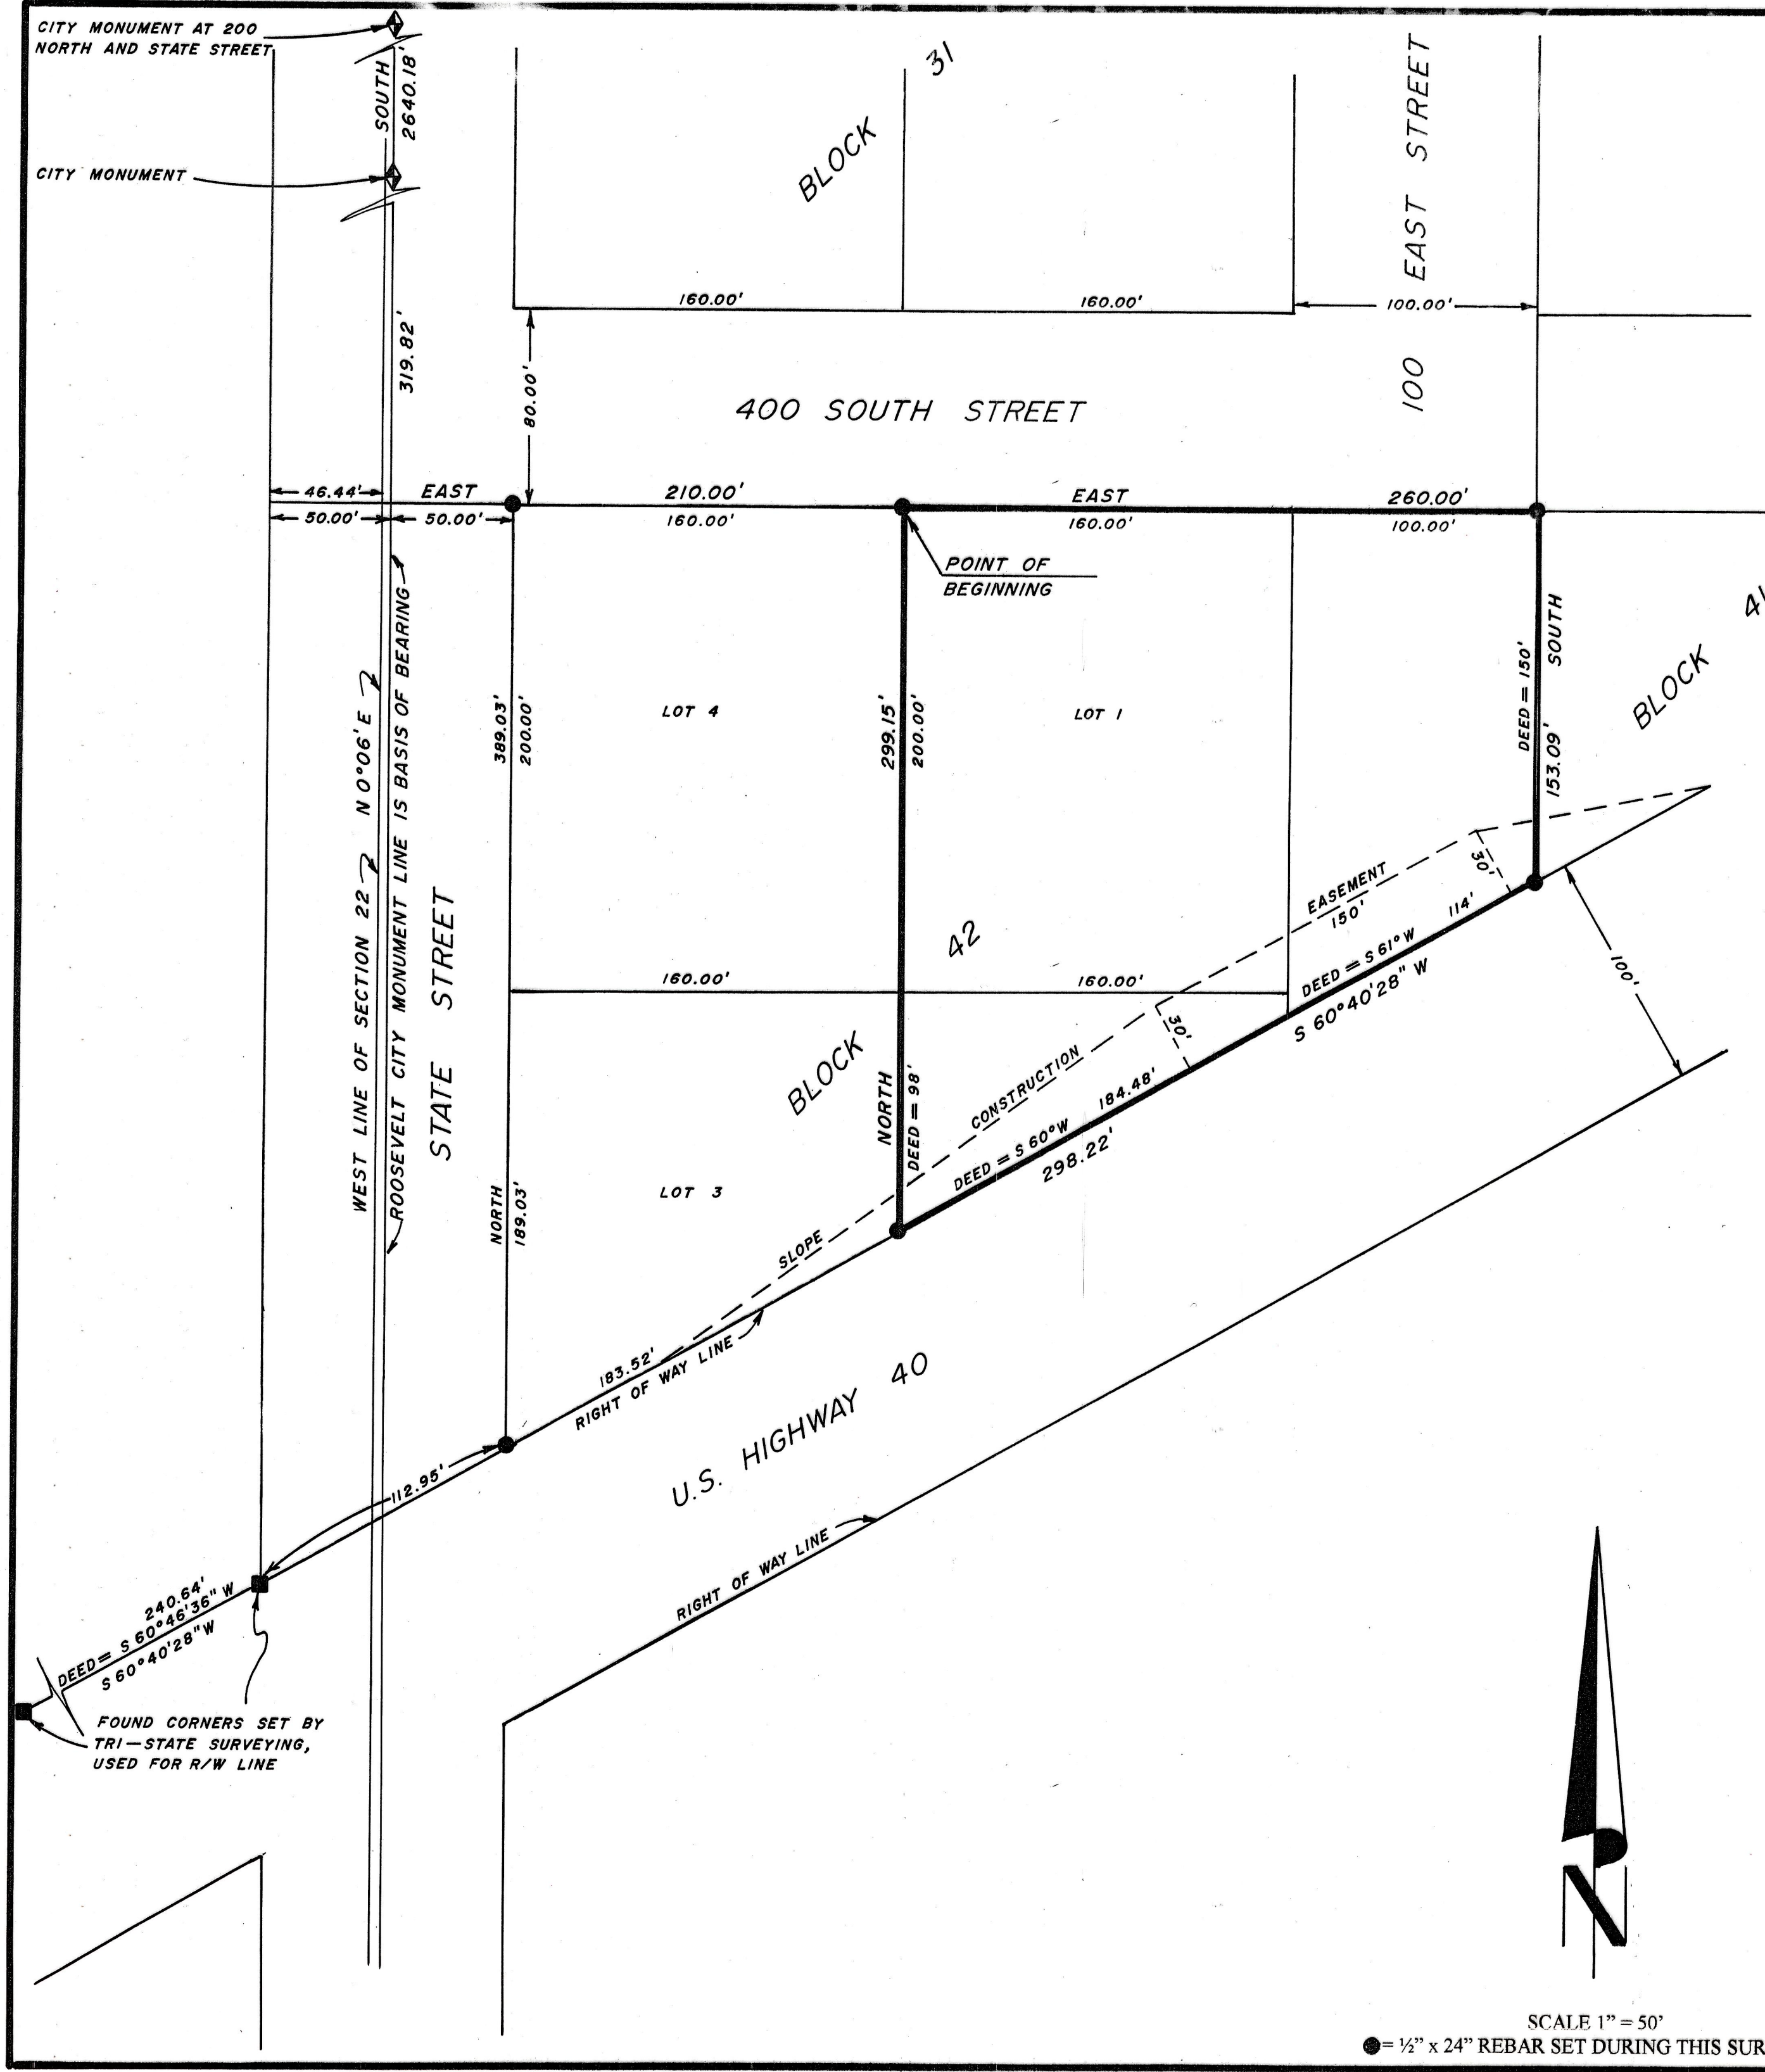 CITY MONUMENT AT 200
NORTH AND STATE STREET
SOUTH
2640.18'
31
BLOCK
100 EAST STREET
CITY MONUMENT
319.82'
160.00'
160.00'
100.00'
80.00'
400 SOUTH STREET
46.44'
EAST
210.00'
EAST
260.00'
50.00'
50.00'
160.00'
160.00'
100.00'
POINT OF
BEGINNING
WEST LINE OF SECTION 22
N 0°06' E
ROOSEVELT CITY MONUMENT LINE IS BASIS OF BEARING
STATE STREET
389.03'
200.00'
LOT 4
299.15'
200.00'
LOT 1
DEED = 150'
SOUTH
153.09'
BLOCK
42
BLOCK
160.00'
160.00'
NORTH
DEED = 98'
NORTH
189.03'
LOT 3
SLOPE
CONSTRUCTION
EASEMENT
150'
30'
30'
114'
DEED = S 61° W
S 60°40'28" W
DEED = S 60° W
184.48'
298.22'
100'
183.52'
RIGHT OF WAY LINE
U.S. HIGHWAY 40
RIGHT OF WAY LINE
112.95'
240.64'
DEED = S 60°46'36" W
S 60°40'28" W
FOUND CORNERS SET BY
TRI-STATE SURVEYING,
USED FOR R/W LINE
N
SCALE 1" = 50'
= ½" x 24" REBAR SET DURING THIS SUR